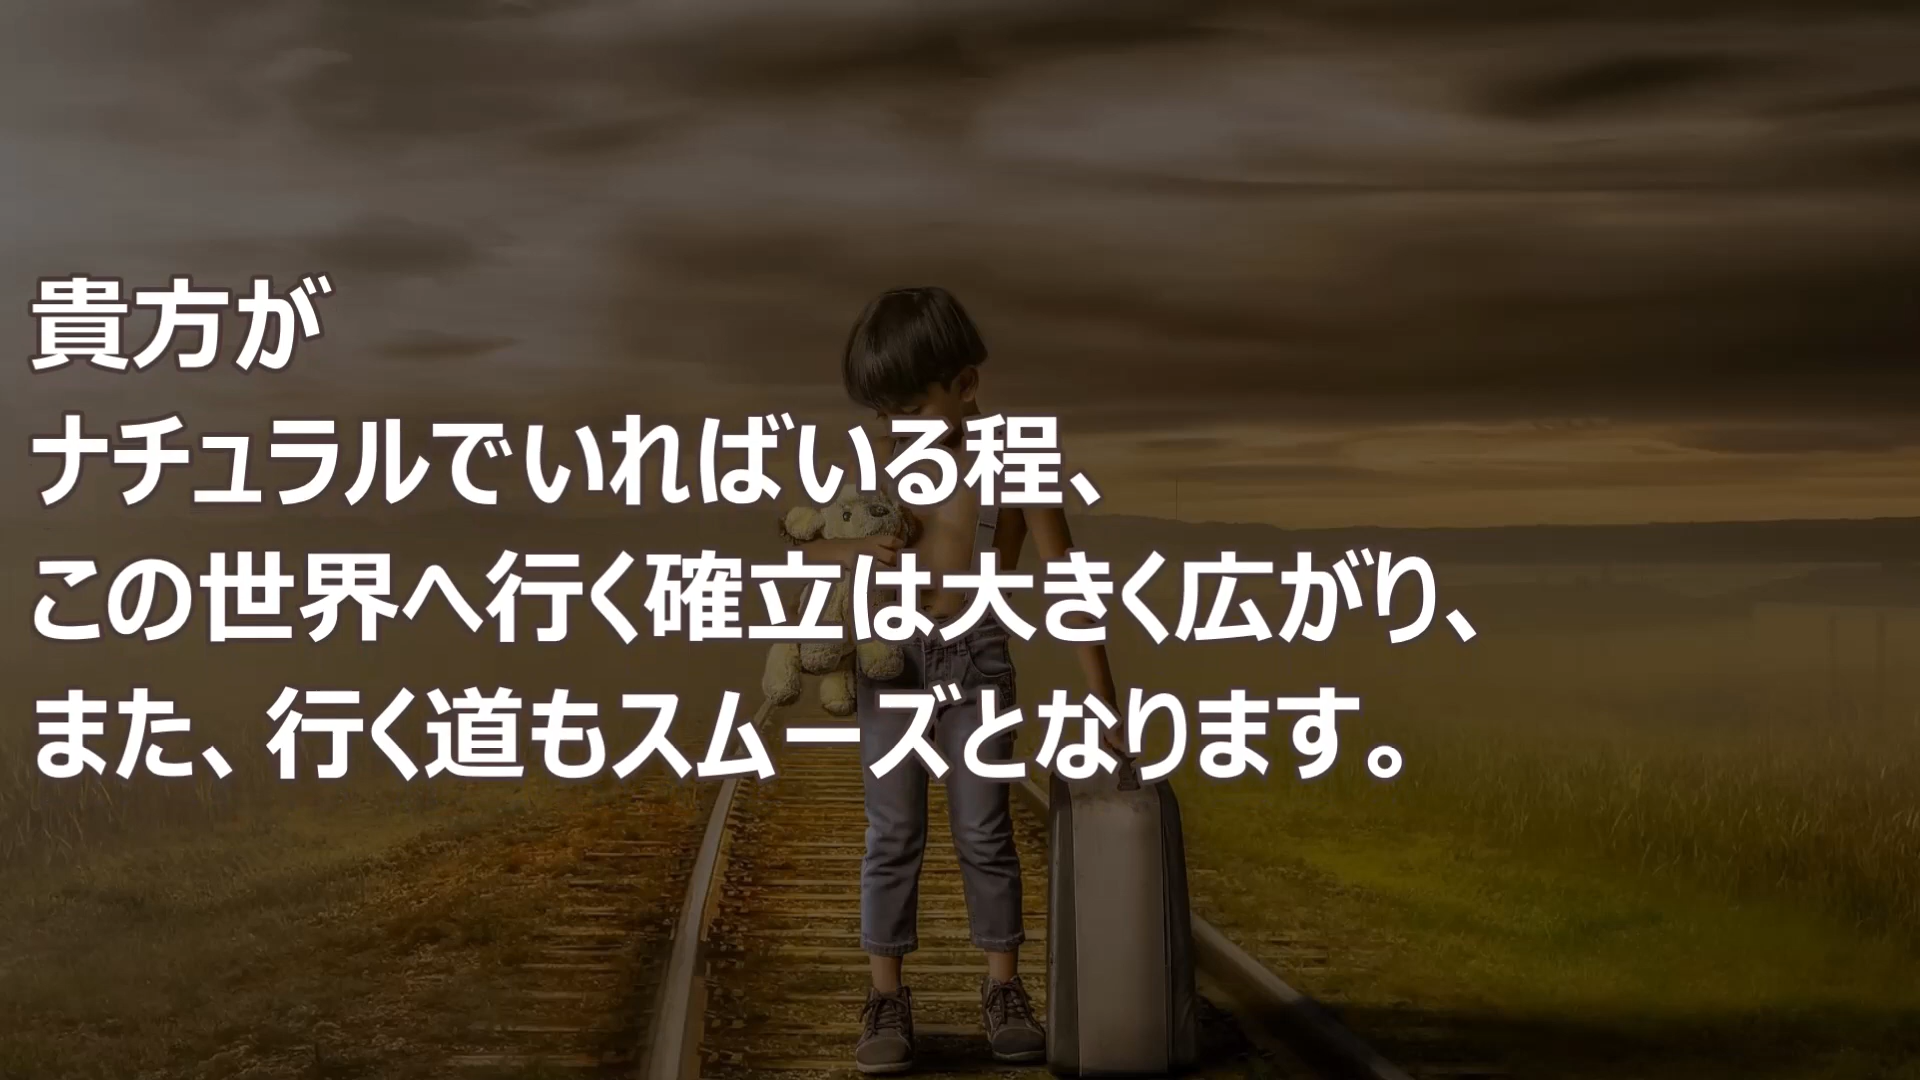 貴方が
ナチュラルでいればいる程、
この世界へ行く確立は大きく広がり、
また、行く道もスムーズとなります。